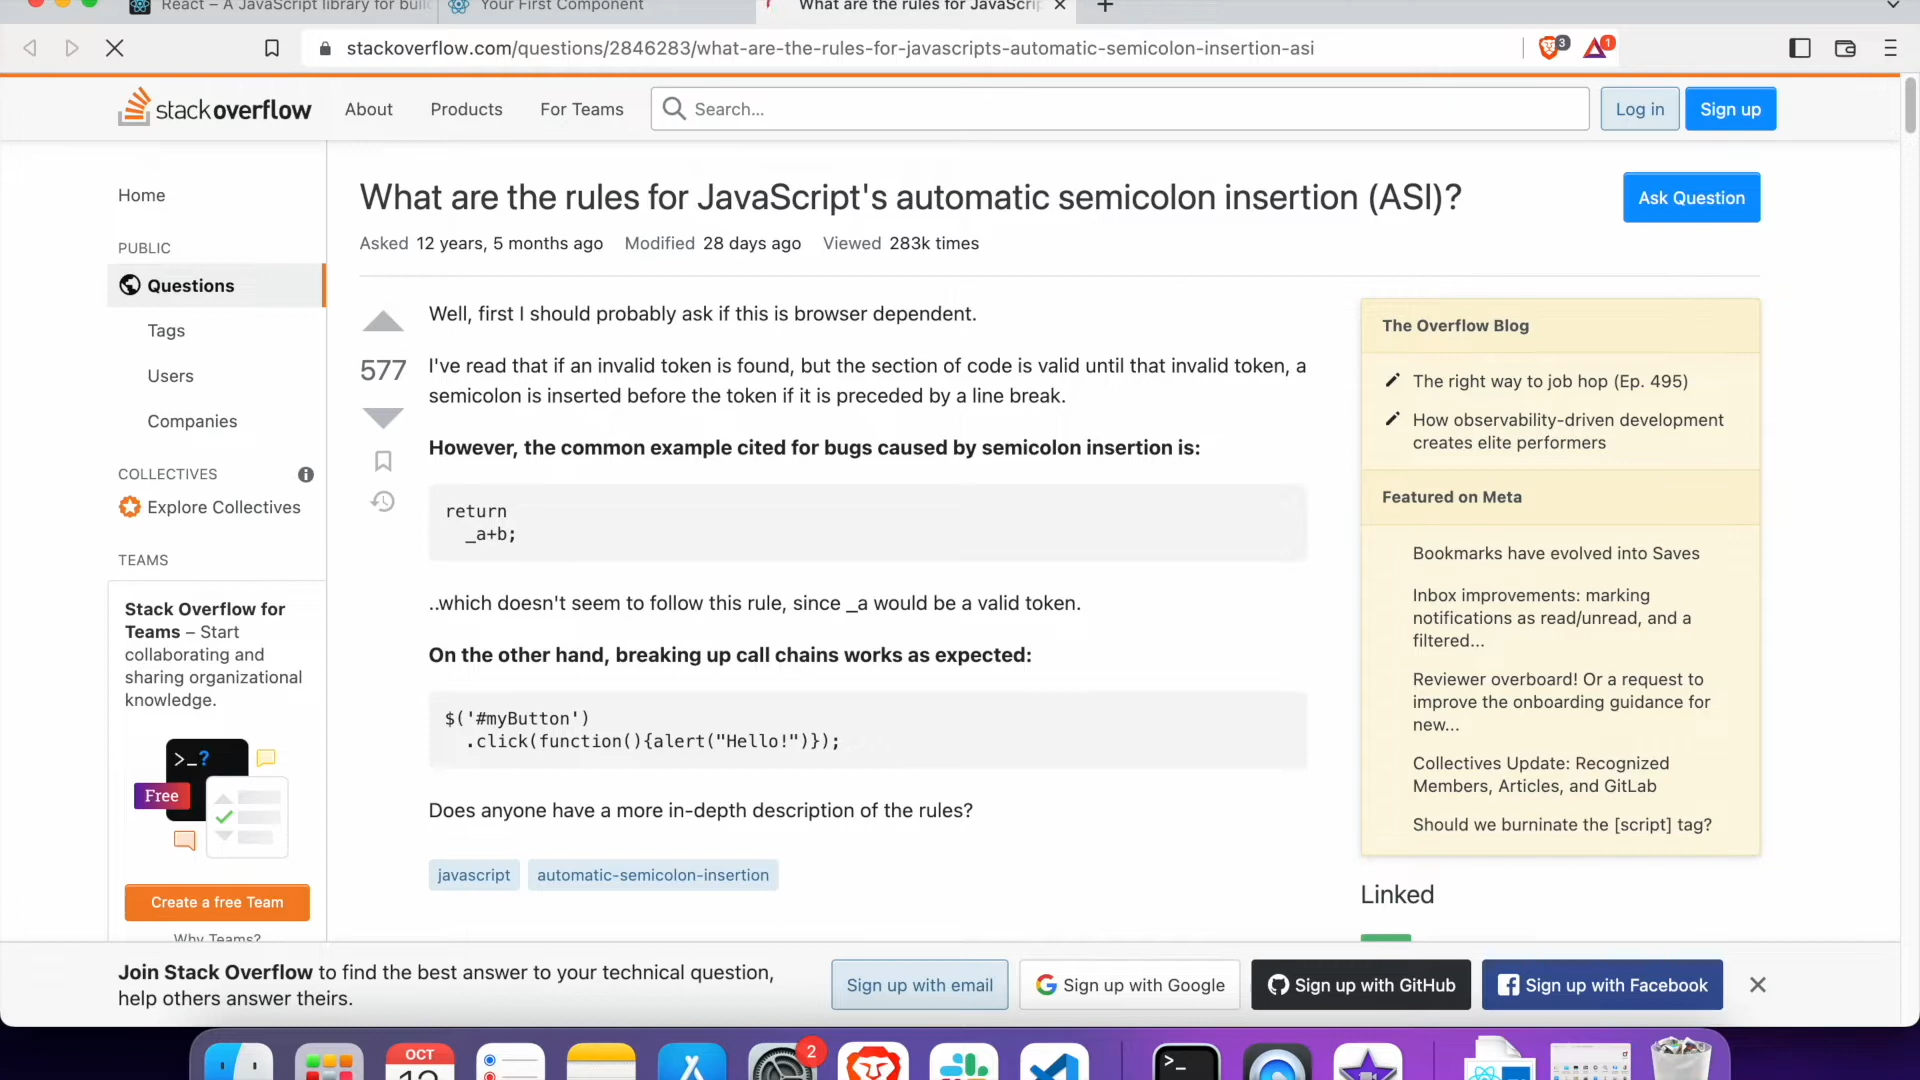 React – A JavaScript library for buil
Your First Component
What are the rules for JavaScrip
stackoverflow.com/questions/2846283/what-are-the-rules-for-javascripts-automatic-semicolon-insertion-asi
3
1
stackoverflow
About
Products
For Teams
Search...
Log in
Sign up
Home
PUBLIC
Questions
Tags
Users
Companies
COLLECTIVES
Explore Collectives
TEAMS
Stack Overflow for
Teams – Start
collaborating and
sharing organizational
knowledge.
>_?
Free
Create a free Team
Why Teams?
What are the rules for JavaScript's automatic semicolon insertion (ASI)?
Ask Question
Asked 12 years, 5 months ago Modified 28 days ago Viewed 283k times
577
Well, first I should probably ask if this is browser dependent.
I've read that if an invalid token is found, but the section of code is valid until that invalid token, a
semicolon is inserted before the token if it is preceded by a line break.
However, the common example cited for bugs caused by semicolon insertion is:
return
_a+b;
..which doesn't seem to follow this rule, since _a would be a valid token.
On the other hand, breaking up call chains works as expected:
$('#myButton')
.click(function(){alert("Hello!")});
Does anyone have a more in-depth description of the rules?
javascript
automatic-semicolon-insertion
The Overflow Blog
The right way to job hop (Ep. 495)
How observability-driven development
creates elite performers
Featured on Meta
Bookmarks have evolved into Saves
Inbox improvements: marking
notifications as read/unread, and a
filtered...
Reviewer overboard! Or a request to
improve the onboarding guidance for
new...
Collectives Update: Recognized
Members, Articles, and GitLab
Should we burninate the [script] tag?
Linked
Join Stack Overflow to find the best answer to your technical question,
help others answer theirs.
Sign up with email
Sign up with Google
Sign up with GitHub
Sign up with Facebook
OCT
2
>_